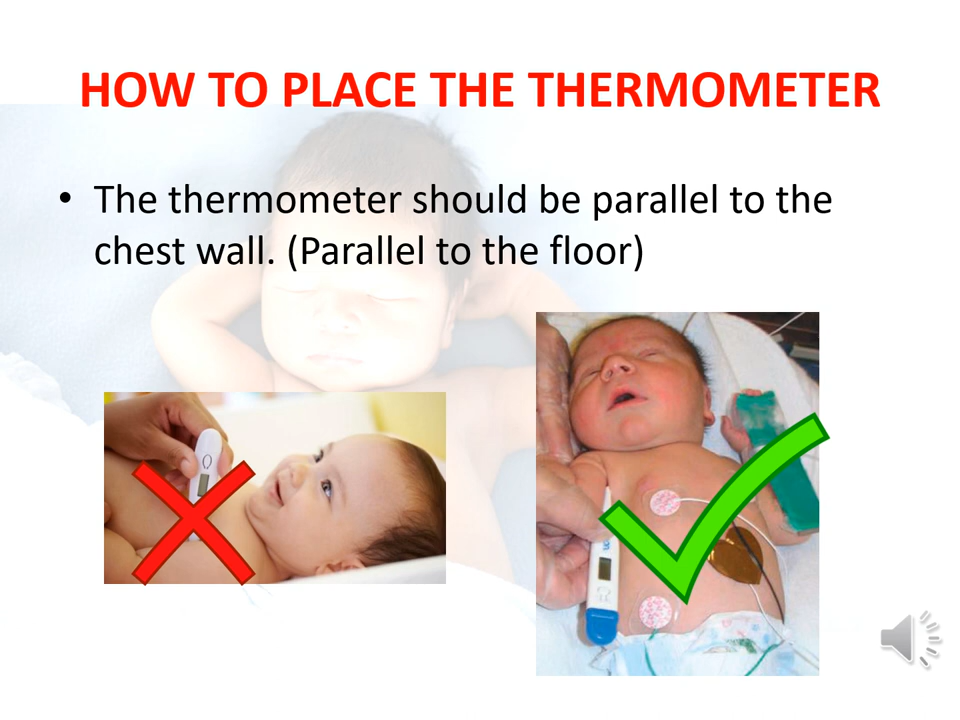 HOW TO PLACE THE THERMOMETER
• The thermometer should be parallel to the
chest wall. (Parallel to the floor)